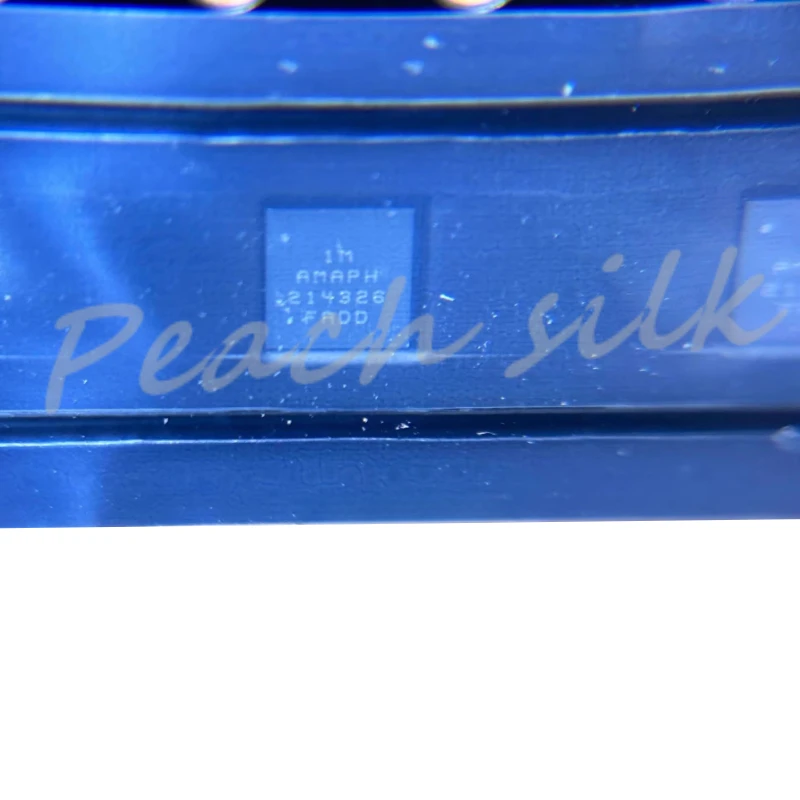 1M
AMAPH
214326
FADD
Peach silk